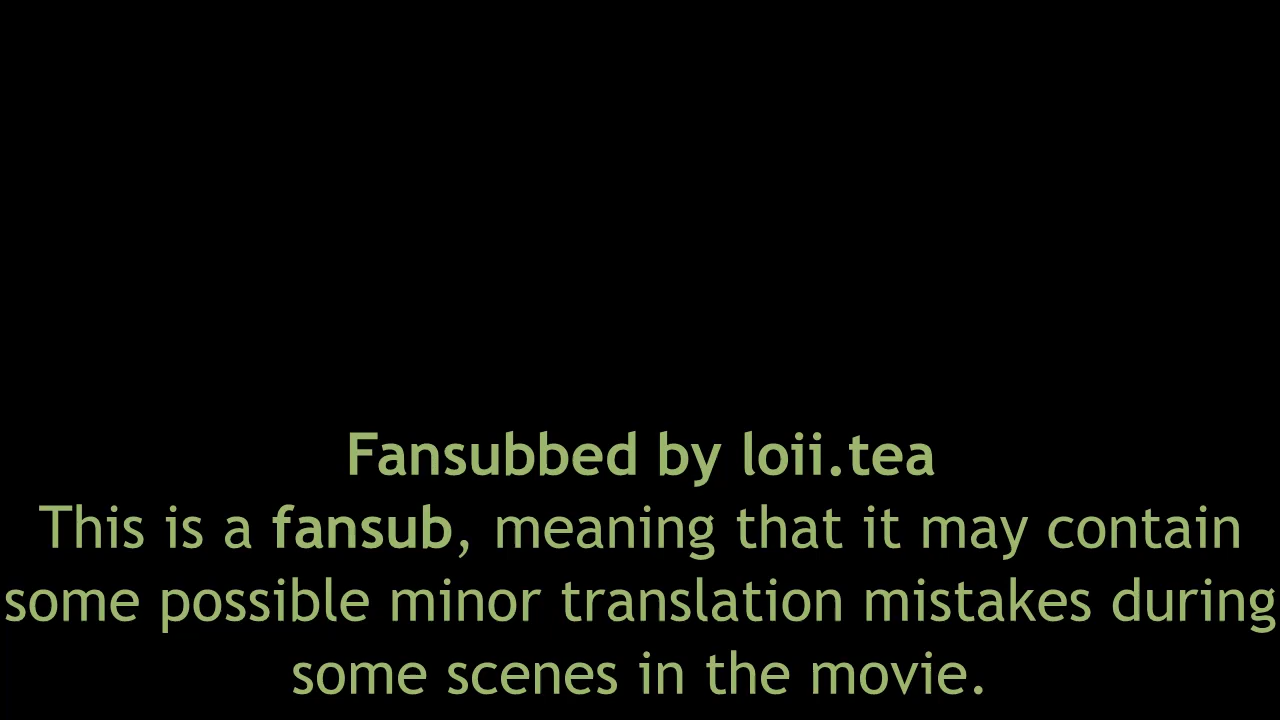 Fansubbed by loii.tea
This is a fansub, meaning that it may contain
some possible minor translation mistakes during
some scenes in the movie.